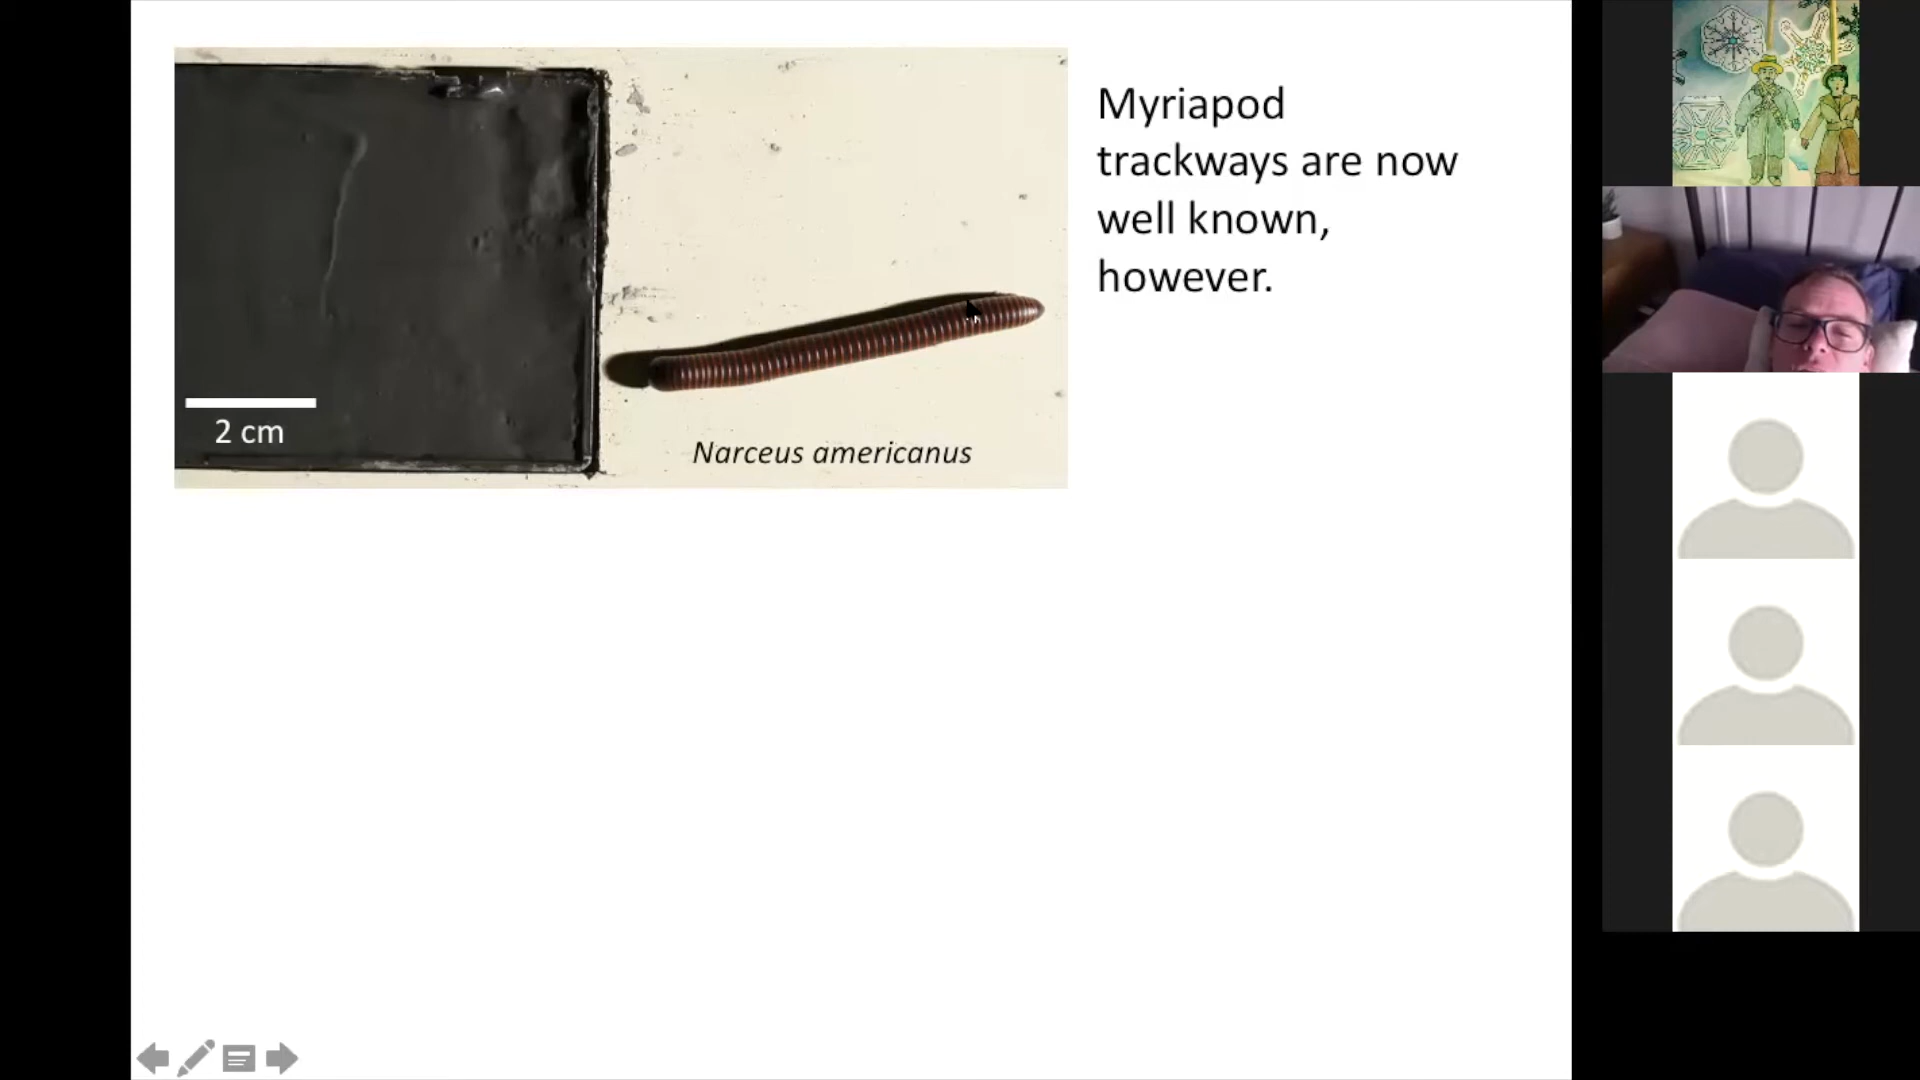 Myriapod
trackways are now
well known,
however.
2 cm
Narceus americanus